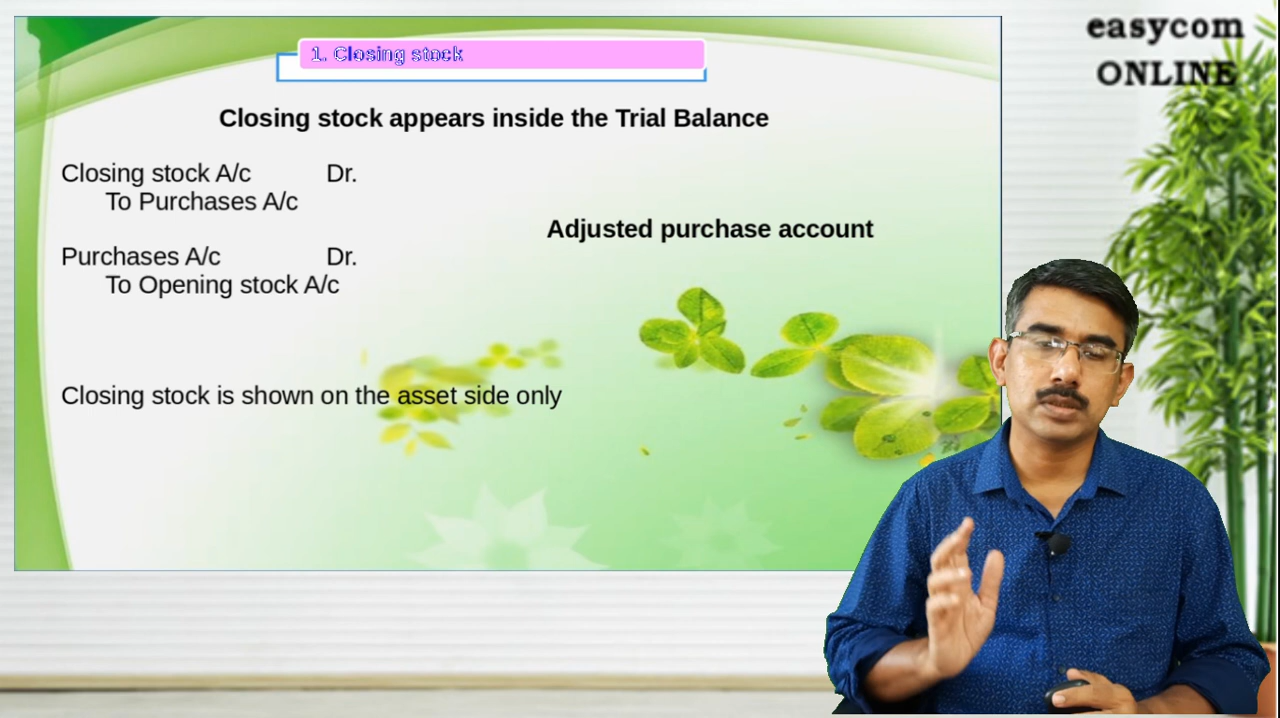 easycom
ONLINE
1. Closing stock
Closing stock appears inside the Trial Balance
Closing stock A/c Dr.
To Purchases A/c
Adjusted purchase account
Purchases A/c Dr.
To Opening stock A/c
Closing stock is shown on the asset side only